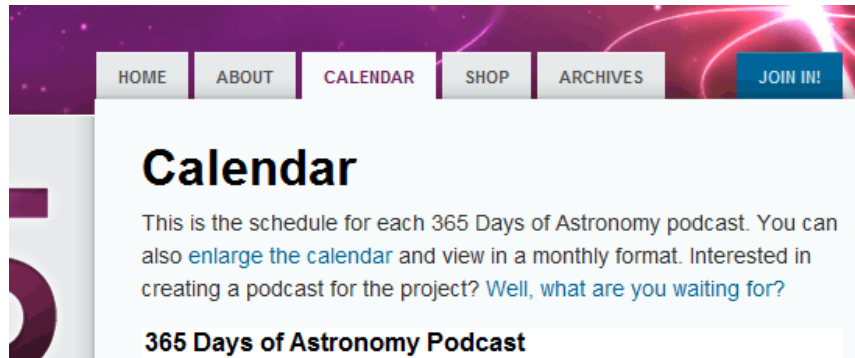 HOME ABOUT CALENDAR SHOP ARCHIVES JOIN IN!
Calendar
This is the schedule for each 365 Days of Astronomy podcast. You can
also enlarge the calendar and view in a monthly format. Interested in
creating a podcast for the project? Well, what are you waiting for?
365 Days of Astronomy Podcast
5